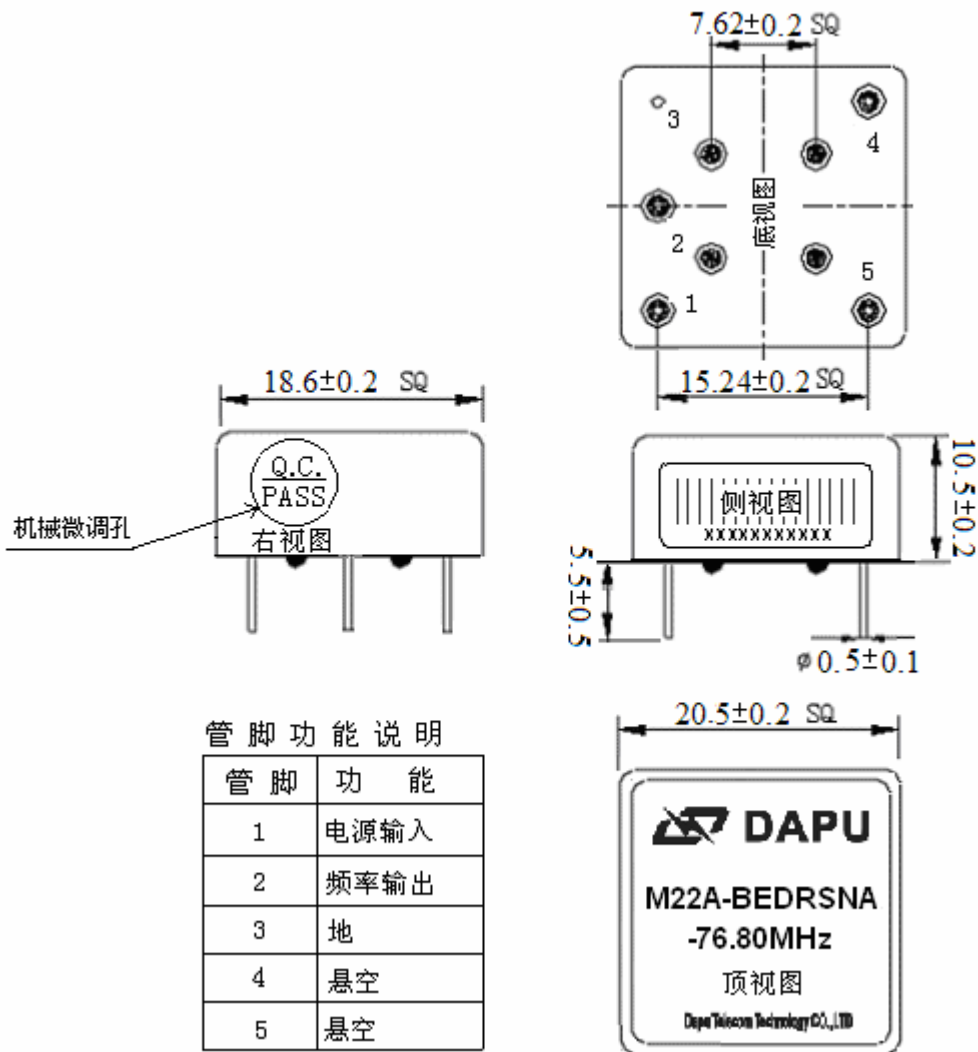 7.62±0.2 SQ
3
4
底视图
2
5
1
18.6±0.2 SQ
15.24±0.2 SQ
Q.C.
PASS
右视图
机械微调孔
侧视图
XXXXXXXXXXX
10.5±0.2
5.5±0.5
φ0.5±0.1
20.5±0.2 SQ
管脚功能说明
管脚 功能
1 电源输入
2 频率输出
3 地
4 悬空
5 悬空
DAPU
M22A-BEDRSNA
-76.80MHz
顶视图
Dapu Telecom Technology CO.,LTD